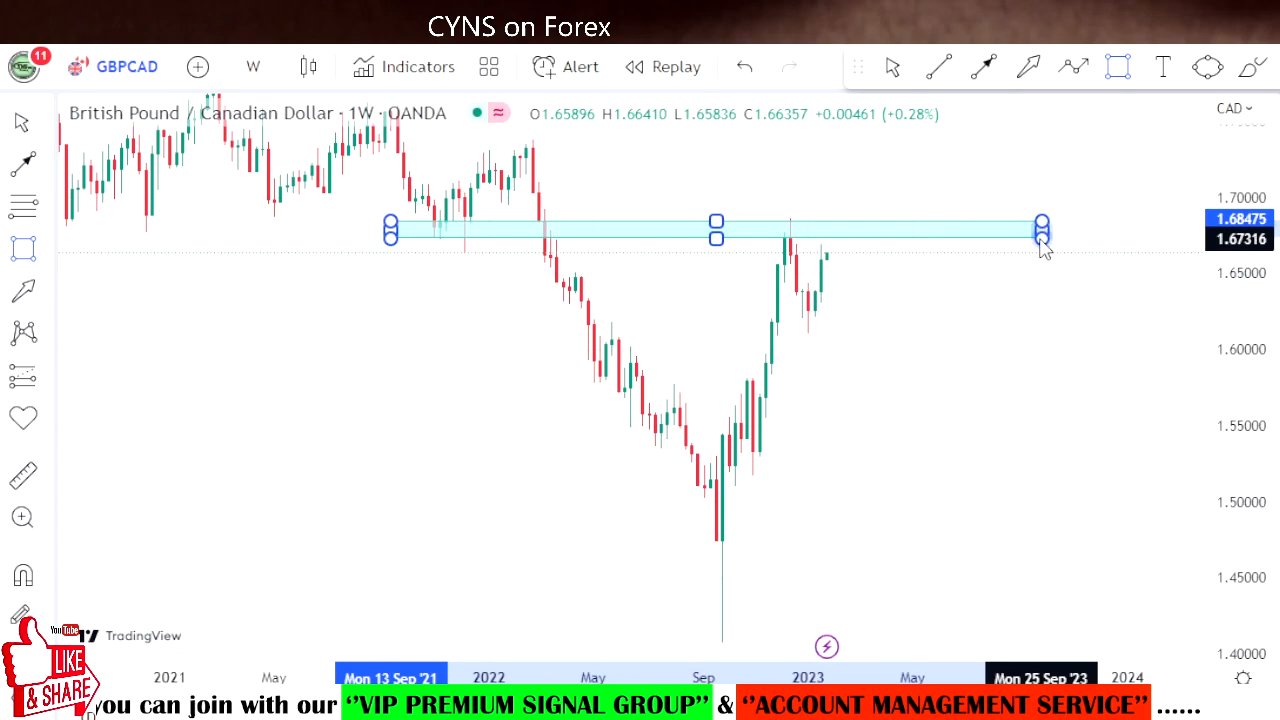 CYNS on Forex
11
GBPCAD
W
Indicators
Alert
Replay
British Pound / Canadian Dollar · 1W · OANDA
O1.65896 H1.66410 L1.65836 C1.66357 +0.00461 (+0.28%)
CAD
1.70000
1.68475
1.67316
1.65000
1.60000
1.55000
1.50000
1.45000
1.40000
TradingView
2021
May
Mon 13 Sep '21
2022
May
Sep
2023
May
Mon 25 Sep '23
2024
You Tube
LIKE
& SHARE
you can join with our ‘‘VIP PREMIUM SIGNAL GROUP’’ & ‘‘ACCOUNT MANAGEMENT SERVICE’’ ......